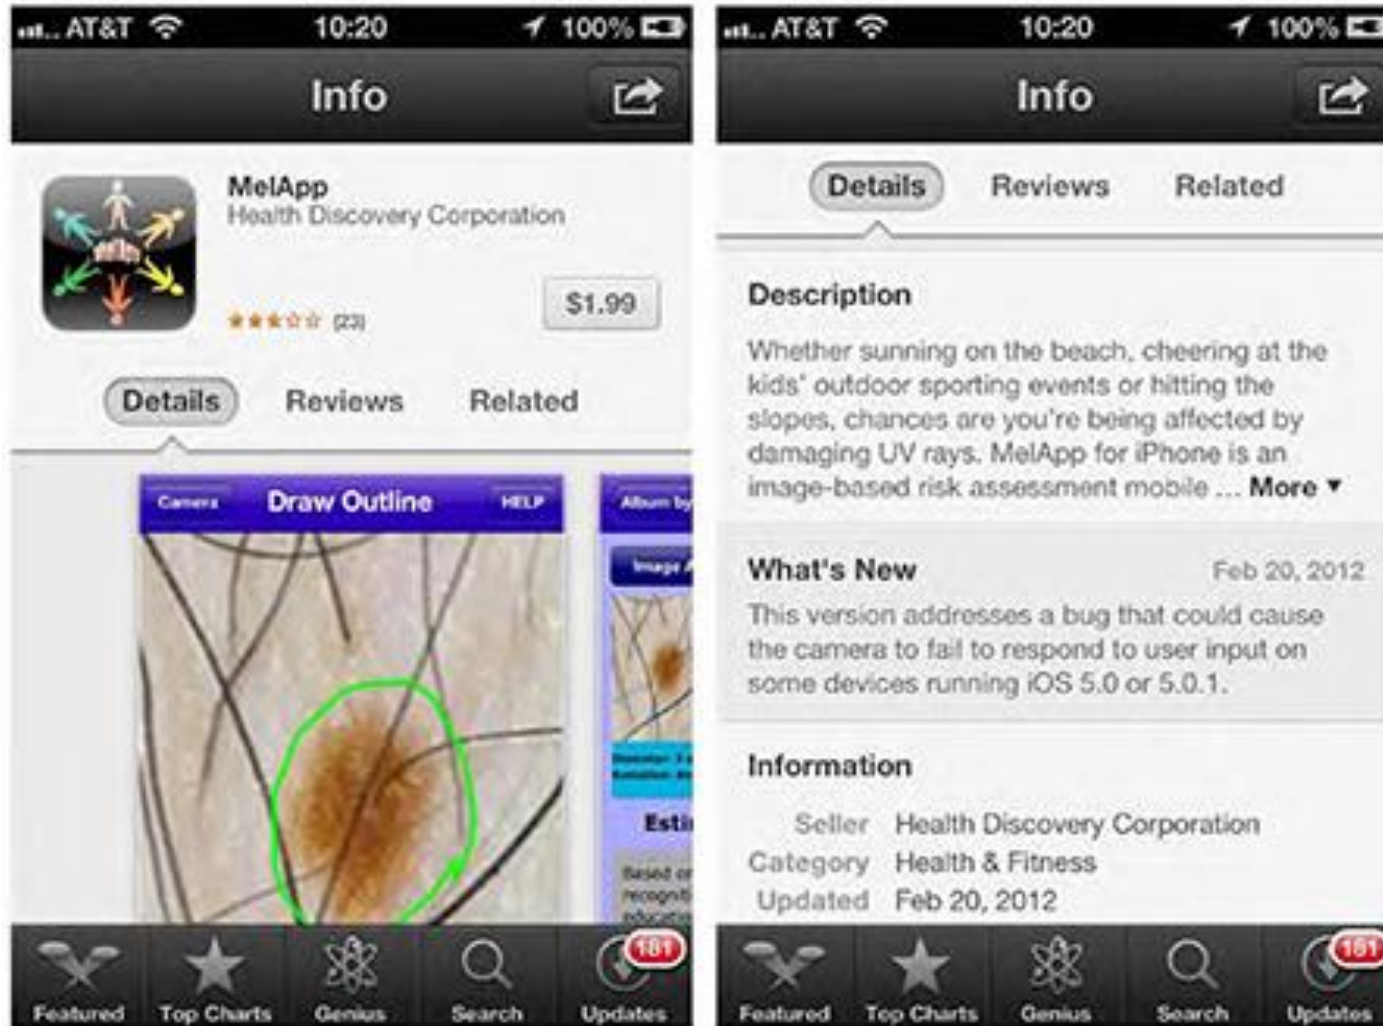 AT&T 10:20 100%
Info
MelApp
Health Discovery Corporation
(23)
$1.99
Details Reviews Related
Camera Draw Outline HELP
Album by
Image A
Esti
Based on
recogniti
educatio
Featured Top Charts Genius Search Updates
181
AT&T 10:20 100%
Info
Details Reviews Related
Description
Whether sunning on the beach, cheering at the
kids' outdoor sporting events or hitting the
slopes, chances are you're being affected by
damaging UV rays. MelApp for iPhone is an
image-based risk assessment mobile ... More ▼
What's New Feb 20, 2012
This version addresses a bug that could cause
the camera to fail to respond to user input on
some devices running iOS 5.0 or 5.0.1.
Information
Seller Health Discovery Corporation
Category Health & Fitness
Updated Feb 20, 2012
Featured Top Charts Genius Search Updates
181